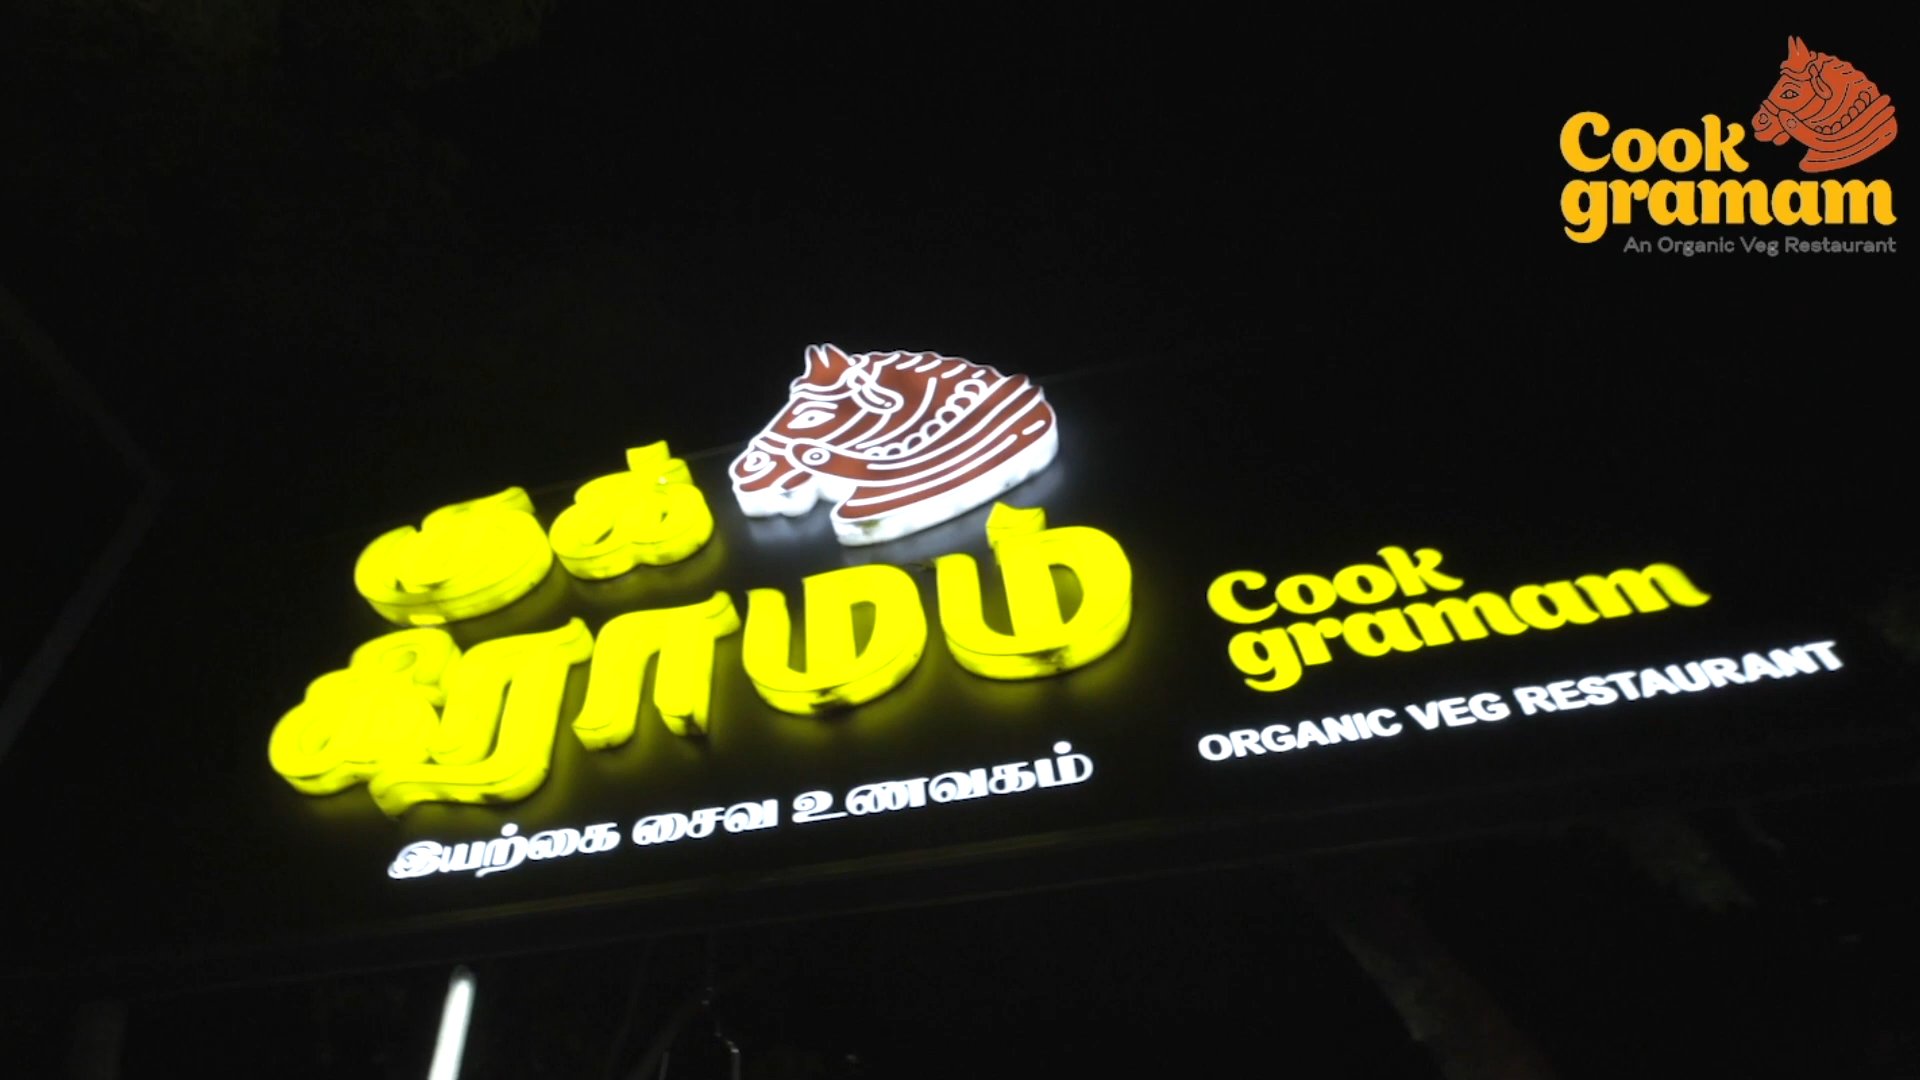 Cook
gramam
An Organic Veg Restaurant
குக்
கிராமம்
இயற்கை சைவ உணவகம்
Cook
gramam
ORGANIC VEG RESTAURANT